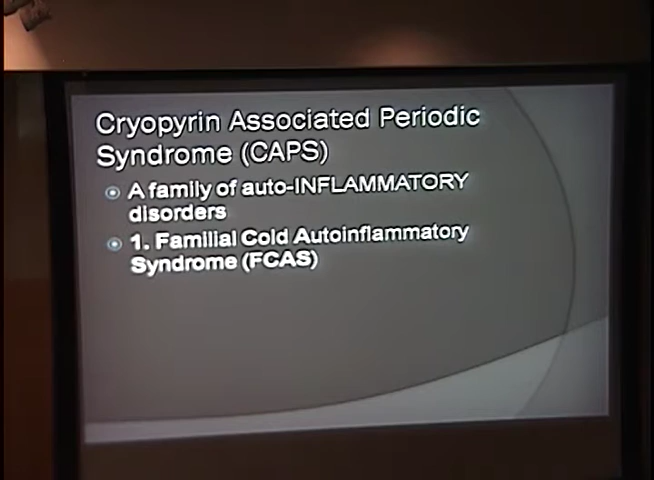 Cryopyrin Associated Periodic
Syndrome (CAPS)
A family of auto-INFLAMMATORY
disorders
1. Familial Cold Autoinflammatory
Syndrome (FCAS)